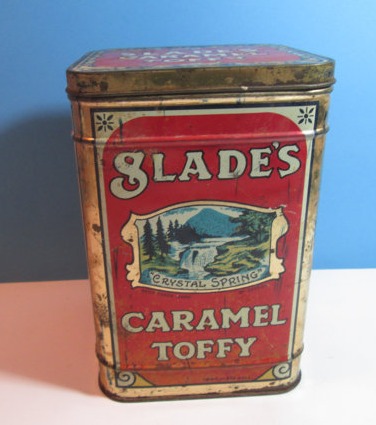 SLADE'S
"CRYSTAL SPRING"
CARAMEL
TOFFY